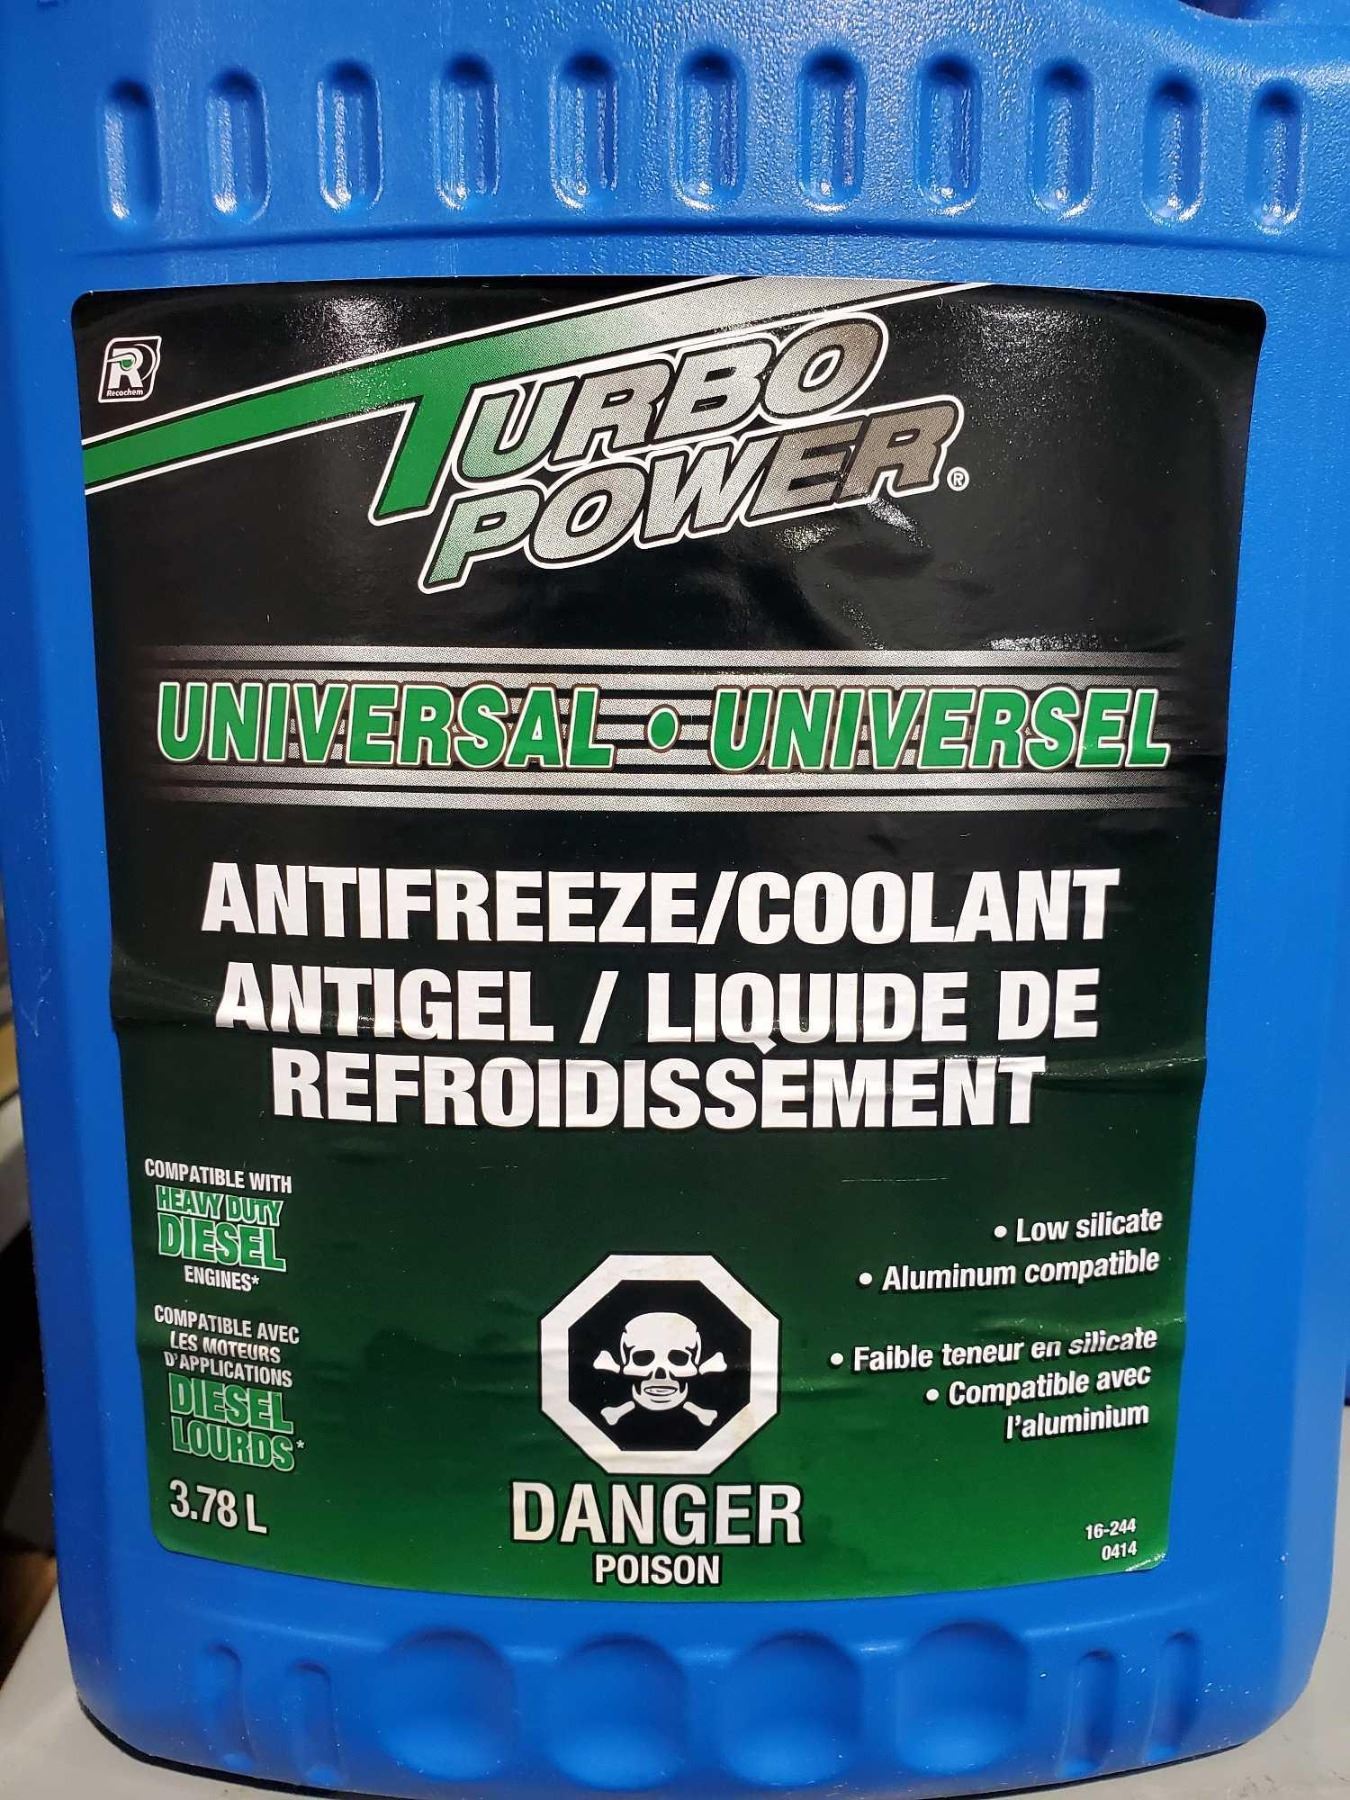 R
Recochem
TURBO
POWER®
UNIVERSAL • UNIVERSEL
ANTIFREEZE/COOLANT
ANTIGEL / LIQUIDE DE
REFROIDISSEMENT
COMPATIBLE WITH
HEAVY DUTY
DIESEL
ENGINES*
COMPATIBLE AVEC
LES MOTEURS
D'APPLICATIONS
DIESEL
LOURDS*
3.78 L
• Low silicate
• Aluminum compatible
• Faible teneur en silicate
• Compatible avec
l'aluminium
DANGER
POISON
16-244
0414